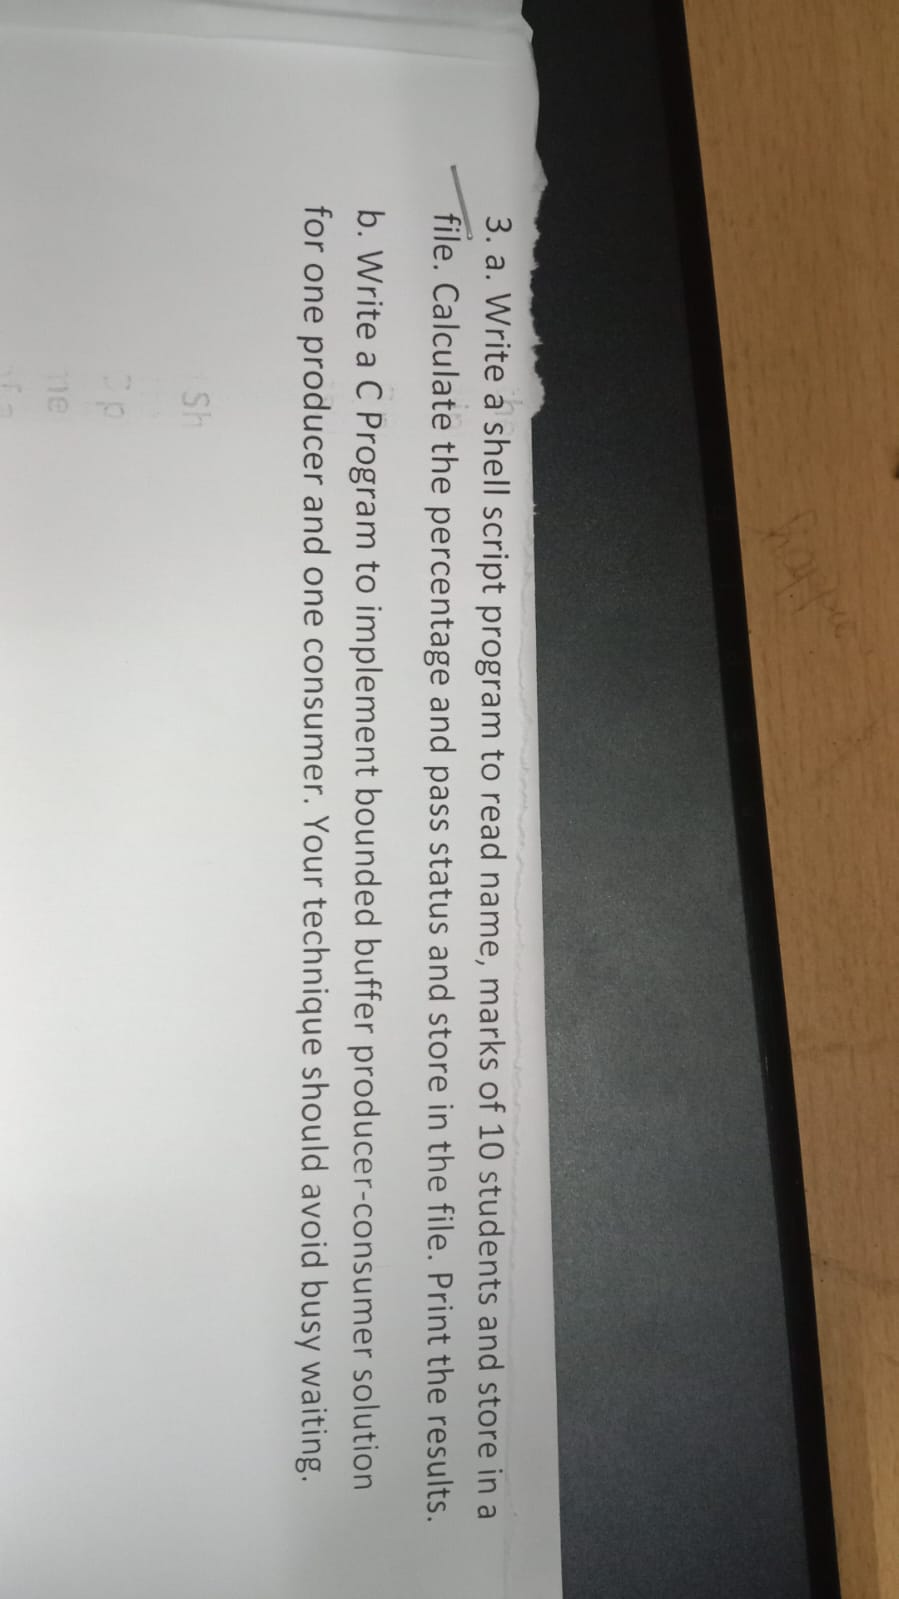 3. a. Write a shell script program to read name, marks of 10 students and store in a
file. Calculate the percentage and pass status and store in the file. Print the results.
b. Write a C Program to implement bounded buffer producer-consumer solution
for one producer and one consumer. Your technique should avoid busy waiting.
Sh